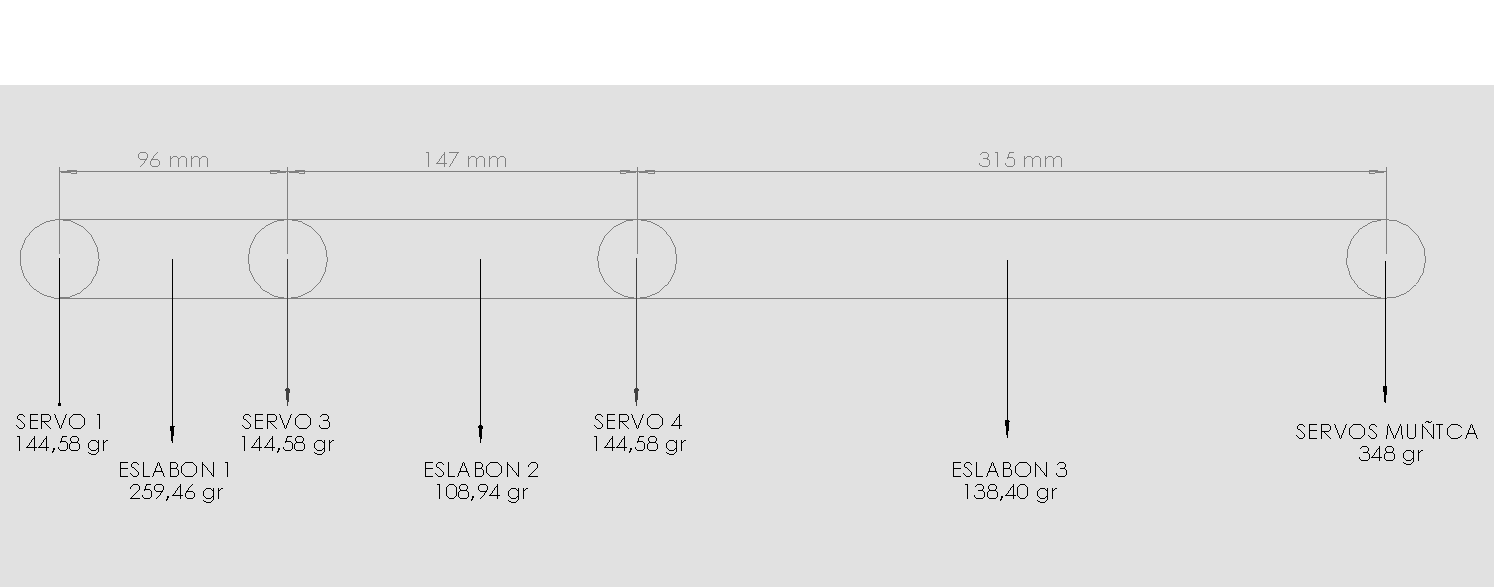 96 mm
147 mm
315 mm
SERVO 1
144,58 gr
SERVO 3
144,58 gr
SERVO 4
144,58 gr
SERVOS MUÑTCA
348 gr
ESLABON 1
259,46 gr
ESLABON 2
108,94 gr
ESLABON 3
138,40 gr